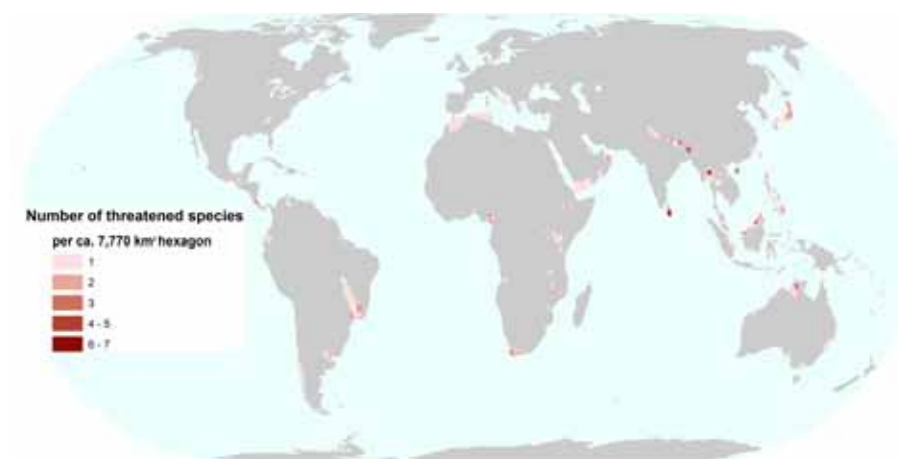 Number of threatened species
per ca. 7,770 km² hexagon
1
2
3
4 - 5
6 - 7